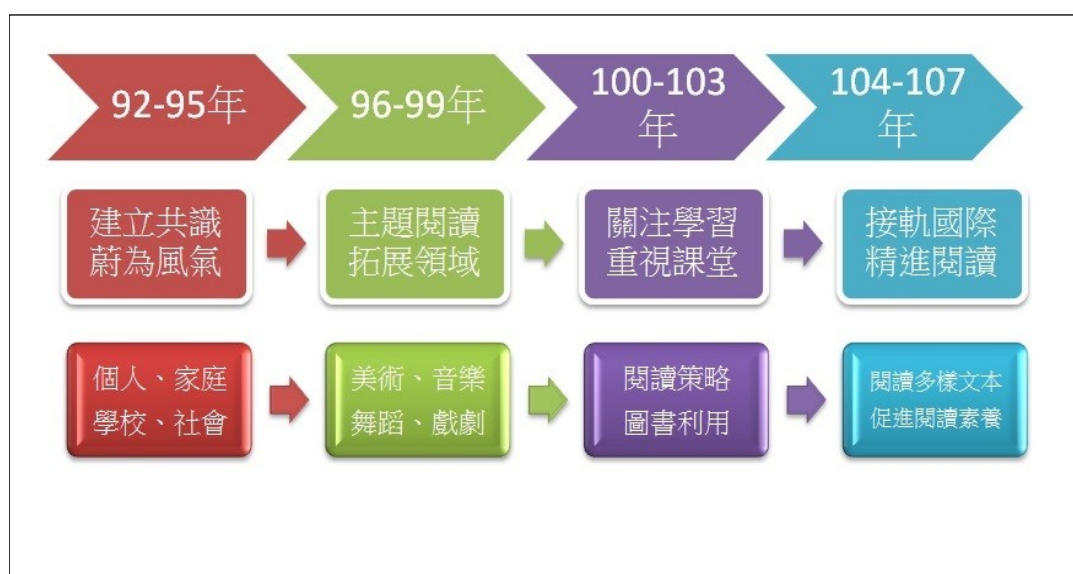 92-95年
96-99年
100-103
年
104-107
年
建立共識
蔚為風氣
主題閱讀
拓展領域
關注學習
重視課堂
接軌國際
精進閱讀
個人、家庭
學校、社會
美術、音樂
舞蹈、戲劇
閱讀策略
圖書利用
閱讀多樣文本
促進閱讀素養